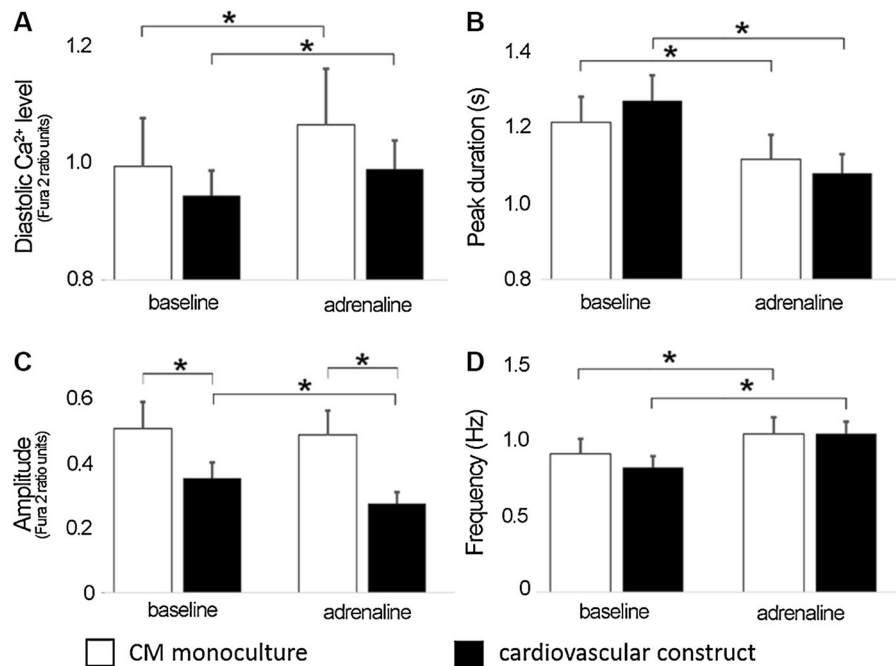 A
Diastolic Ca²⁺ level
(Fura 2 ratio units)
1.2
1.0
0.8
*
*
baseline
adrenaline
B
Peak duration (s)
1.4
1.2
1.0
0.8
*
*
baseline
adrenaline
C
Amplitude
(Fura 2 ratio units)
0.6
0.4
0.2
0
*
*
*
baseline
adrenaline
D
Frequency (Hz)
1.5
1.0
0.5
0
*
*
baseline
adrenaline
CM monoculture
cardiovascular construct